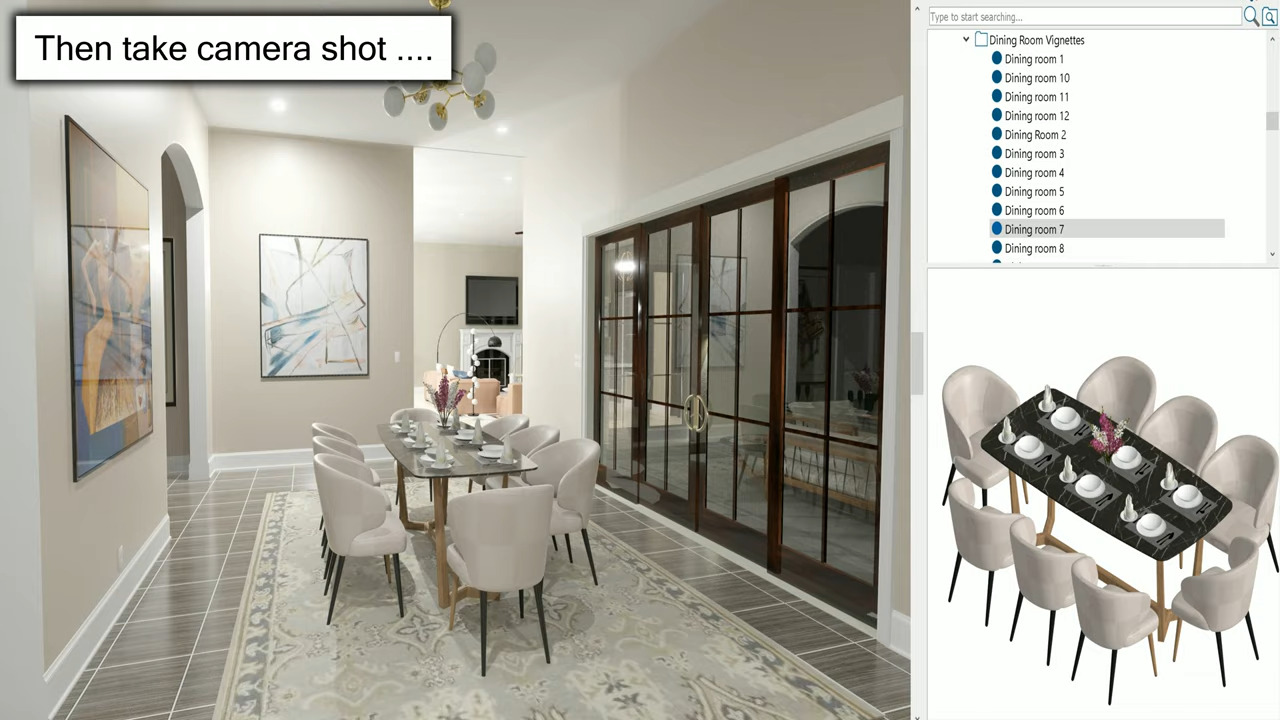 Then take camera shot ....
Type to start searching...
Dining Room Vignettes
Dining room 1
Dining room 10
Dining room 11
Dining room 12
Dining Room 2
Dining room 3
Dining room 4
Dining room 5
Dining room 6
Dining room 7
Dining room 8